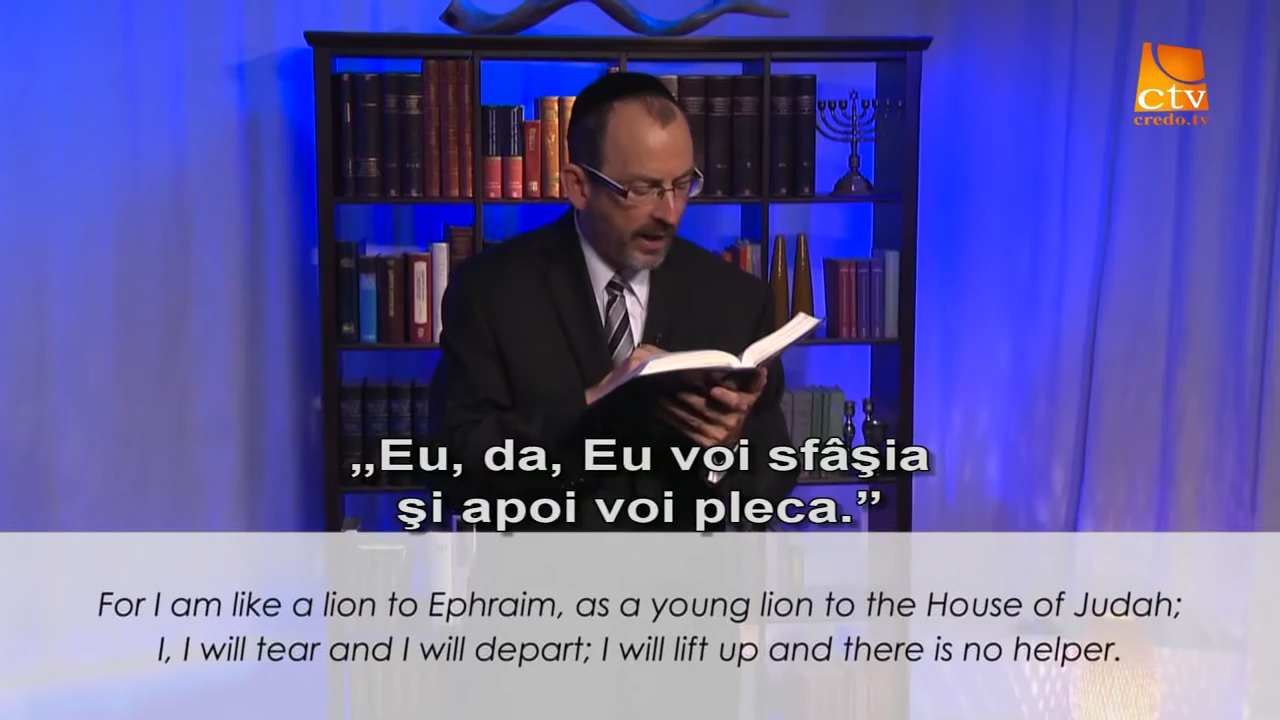 ctv
credo.tv
„Eu, da, Eu voi sfâşia
şi apoi voi pleca.”
For I am like a lion to Ephraim, as a young lion to the House of Judah;
I, I will tear and I will depart; I will lift up and there is no helper.